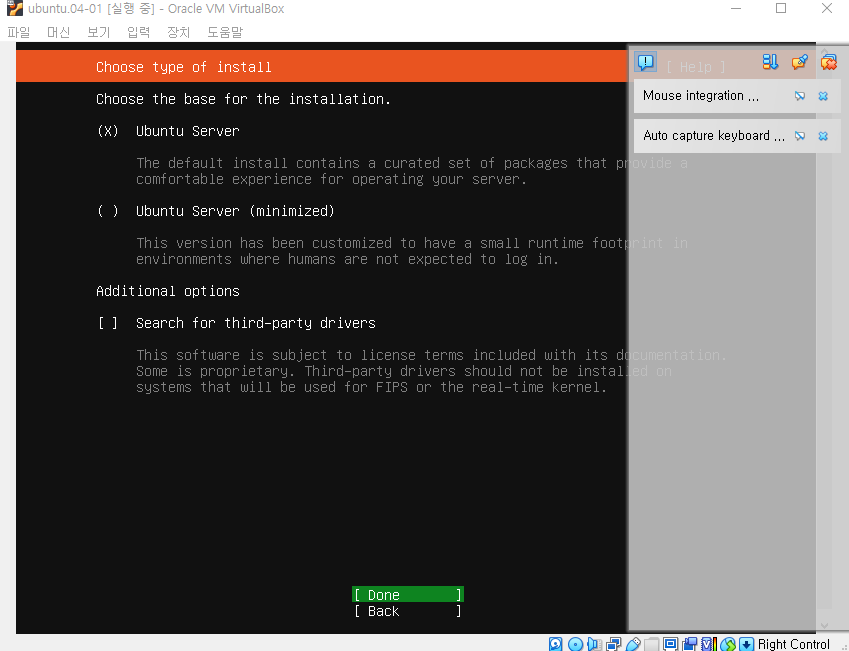 ubuntu.04-01 [실행 중] - Oracle VM VirtualBox
파일 머신 보기 입력 장치 도움말
Choose type of install [ Help ]
Mouse integration ...
Auto capture keyboard ...
Choose the base for the installation.
(X) Ubuntu Server
The default install contains a curated set of packages that provide a
comfortable experience for operating your server.
( ) Ubuntu Server (minimized)
This version has been customized to have a small runtime footprint in
environments where humans are not expected to log in.
Additional options
[ ] Search for third-party drivers
This software is subject to license terms included with its documentation.
Some is proprietary. Third-party drivers should not be installed on
systems that will be used for FIPS or the real-time kernel.
[ Done ]
[ Back ]
Right Control